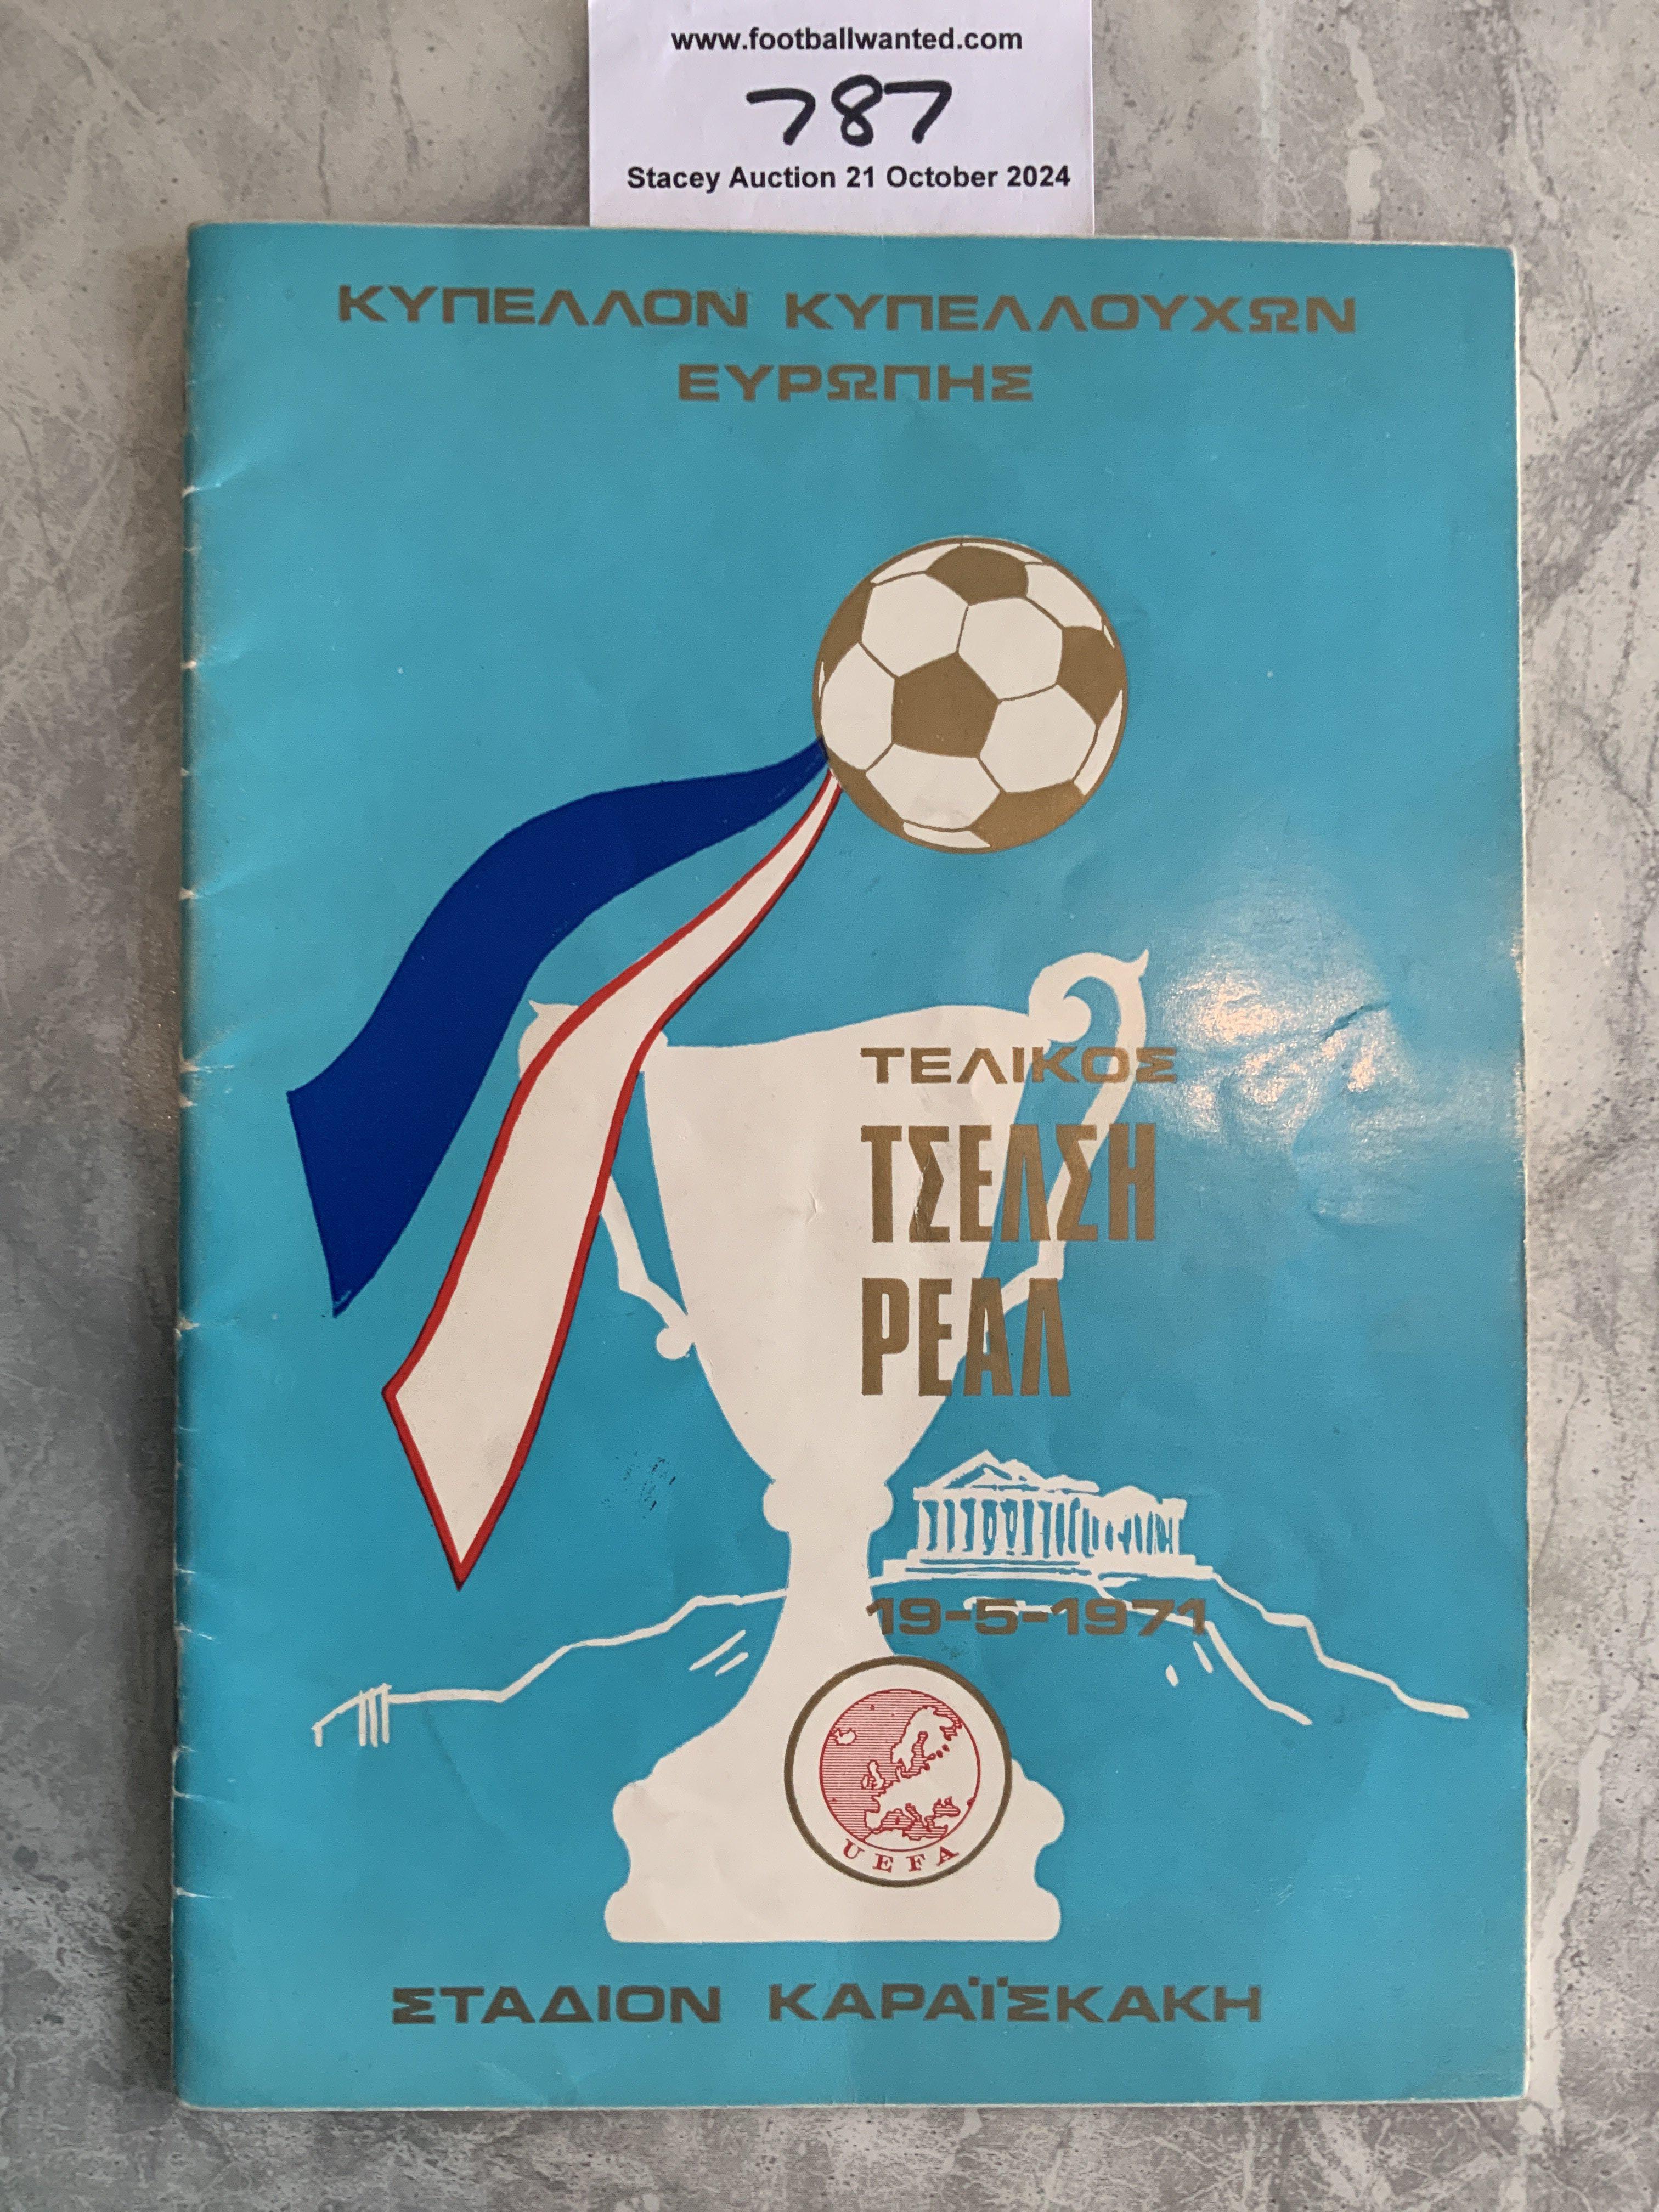 www.footballwanted.com
787
Stacey Auction 21 October 2024
ΚΥΠΕΛΛΟΝ ΚΥΠΕΛΛΟΥΧΩΝ
ΕΥΡΩΠΗΣ
ΤΕΛΙΚΟΣ
ΤΣΕΛΣΗ
ΡΕΑΛ
19-5-1971
UEFA
ΣΤΑΔΙΟΝ ΚΑΡΑΪΣΚΑΚΗ